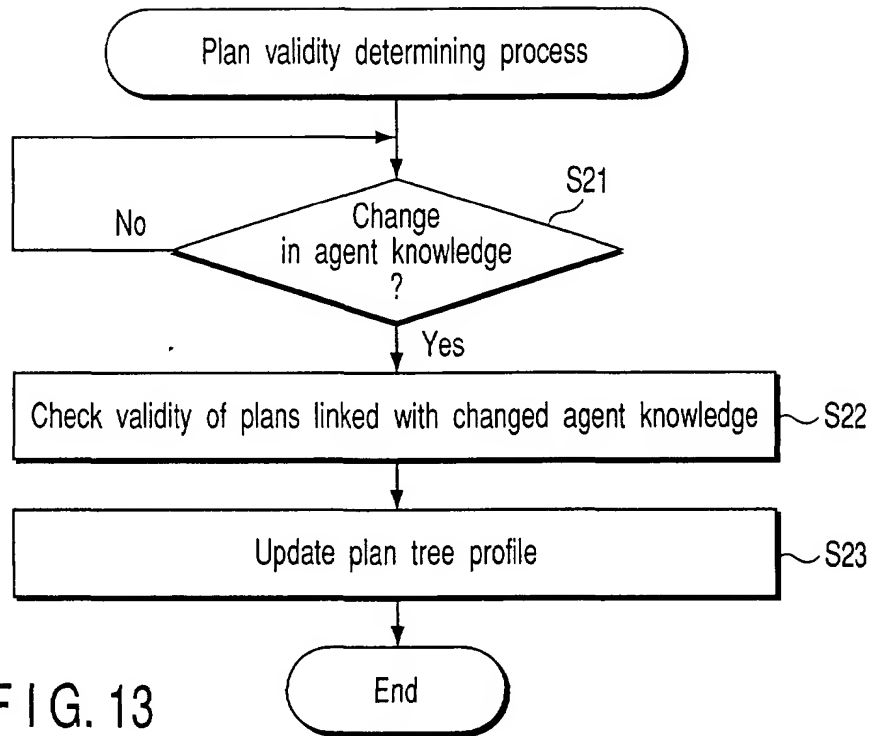 Plan validity determining process
S21
Change
in agent knowledge
?
No
Yes
Check validity of plans linked with changed agent knowledge
S22
Update plan tree profile
S23
End
FIG. 13